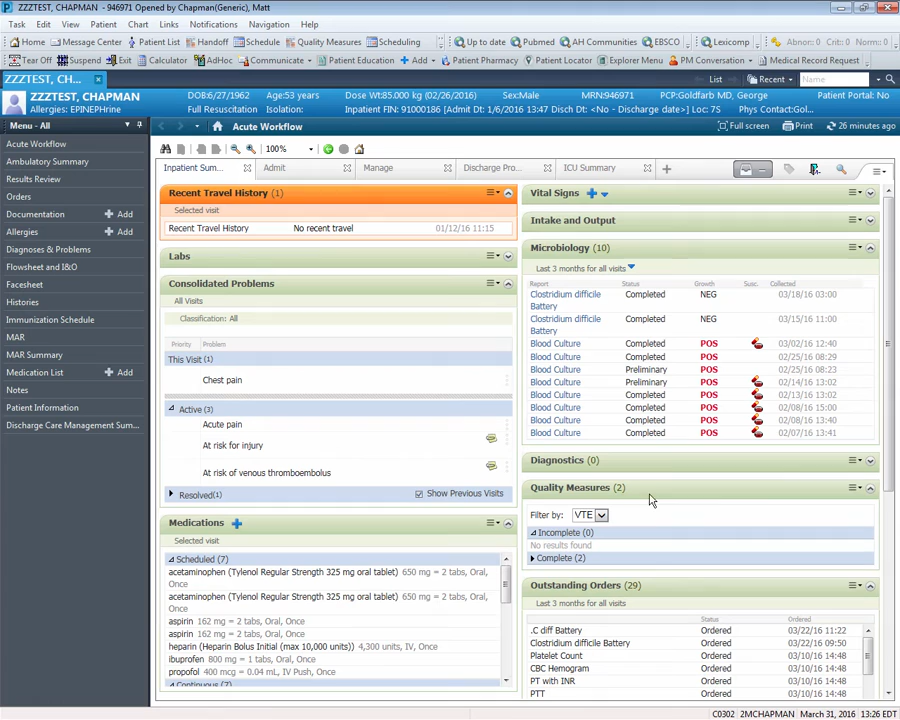 ZZZTEST, CHAPMAN - 946971 Opened by Chapman(Generic), Matt
Task Edit View Patient Chart Links Notifications Navigation Help
Home Message Center Patient List Handoff Schedule Quality Measures Scheduling Up to date Pubmed AH Communities EBSCO Lexicomp Abnor: 0 Crit: 0 Norm: 0
Tear Off Suspend Exit Calculator AdHoc Communicate Patient Education Add Patient Pharmacy Patient Locator Explorer Menu PM Conversation Medical Record Request
ZZZTEST, CH... List Recent Name
ZZZTEST, CHAPMAN DOB:6/27/1962 Age:53 years Dose Wt:85.000 kg (02/26/2016) Sex:Male MRN:946971 PCP:Goldfarb MD, George Patient Portal: No
Allergies: EPINEPHrine Full Resuscitation Isolation: Inpatient FIN: 91000186 [Admit Dt: 1/6/2016 13:47 Disch Dt: <No - Discharge date>] Loc: 7S Phys Contact:Gol...
Menu - All Acute Workflow Full screen Print 26 minutes ago
Acute Workflow
Ambulatory Summary
Results Review
Orders
Documentation + Add
Allergies + Add
Diagnoses & Problems
Flowsheet and I&O
Facesheet
Histories
Immunization Schedule
MAR
MAR Summary
Medication List + Add
Notes
Patient Information
Discharge Care Management Sum...
100%
Inpatient Sum... Admit Manage Discharge Pro... ICU Summary
Recent Travel History (1)
Selected visit
Recent Travel History No recent travel 01/12/16 11:15
Labs
Consolidated Problems
All Visits
Classification: All
Priority Problem
This Visit (1)
Chest pain
Active (3)
Acute pain
At risk for injury
At risk of venous thromboembolus
Resolved(1) Show Previous Visits
Medications
Selected visit
Scheduled (7)
acetaminophen (Tylenol Regular Strength 325 mg oral tablet) 650 mg = 2 tabs, Oral,
Once
acetaminophen (Tylenol Regular Strength 325 mg oral tablet) 650 mg = 2 tabs, Oral,
Once
aspirin 162 mg = 2 tabs, Oral, Once
aspirin 162 mg = 2 tabs, Oral, Once
heparin (Heparin Bolus Initial (max 10,000 units)) 4,300 units, IV, Once
ibuprofen 800 mg = 1 tabs, Oral, Once
propofol 400 mcg = 0.04 mL, IV Push, Once
Continuous (7)
Vital Signs
Intake and Output
Microbiology (10)
Last 3 months for all visits
Report Status Growth Susc. Collected
Clostridium difficile Completed NEG 03/18/16 03:00
Battery
Clostridium difficile Completed NEG 03/15/16 11:00
Battery
Blood Culture Completed POS 03/02/16 12:40
Blood Culture Completed POS 02/25/16 08:29
Blood Culture Preliminary POS 02/25/16 08:23
Blood Culture Preliminary POS 02/14/16 13:02
Blood Culture Completed POS 02/13/16 13:02
Blood Culture Completed POS 02/08/16 15:00
Blood Culture Completed POS 02/08/16 13:40
Blood Culture Completed POS 02/07/16 13:41
Diagnostics (0)
Quality Measures (2)
Filter by: VTE
Incomplete (0)
No results found
Complete (2)
Outstanding Orders (29)
Last 3 months for all visits
Status Ordered
.C diff Battery Ordered 03/22/16 11:22
Clostridium difficile Battery Ordered 03/22/16 09:50
Platelet Count Ordered 03/10/16 14:48
CBC Hemogram Ordered 03/10/16 14:48
PT with INR Ordered 03/10/16 14:48
PTT Ordered 03/10/16 14:48
C0302 2MCHAPMAN March 31, 2016 13:26 EDT